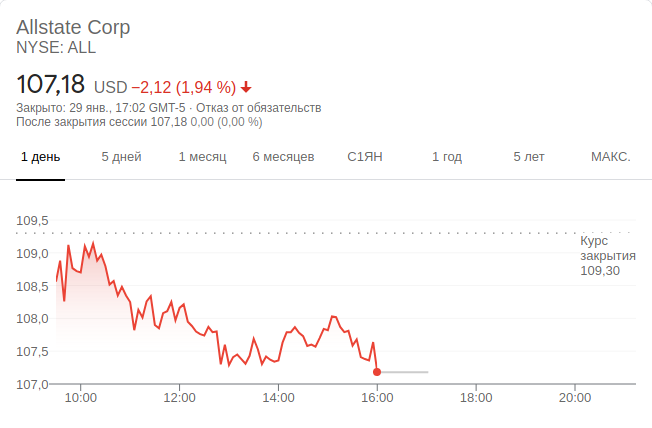 Allstate Corp
NYSE: ALL
107,18 USD −2,12 (1,94 %)
Закрыто: 29 янв., 17:02 GMT-5 · Отказ от обязательств
После закрытия сессии 107,18 0,00 (0,00 %)
1 день 5 дней 1 месяц 6 месяцев С1ЯН 1 год 5 лет МАКС.
109,5
Курс
закрытия
109,30
109,0
108,5
108,0
107,5
107,0
10:00 12:00 14:00 16:00 18:00 20:00